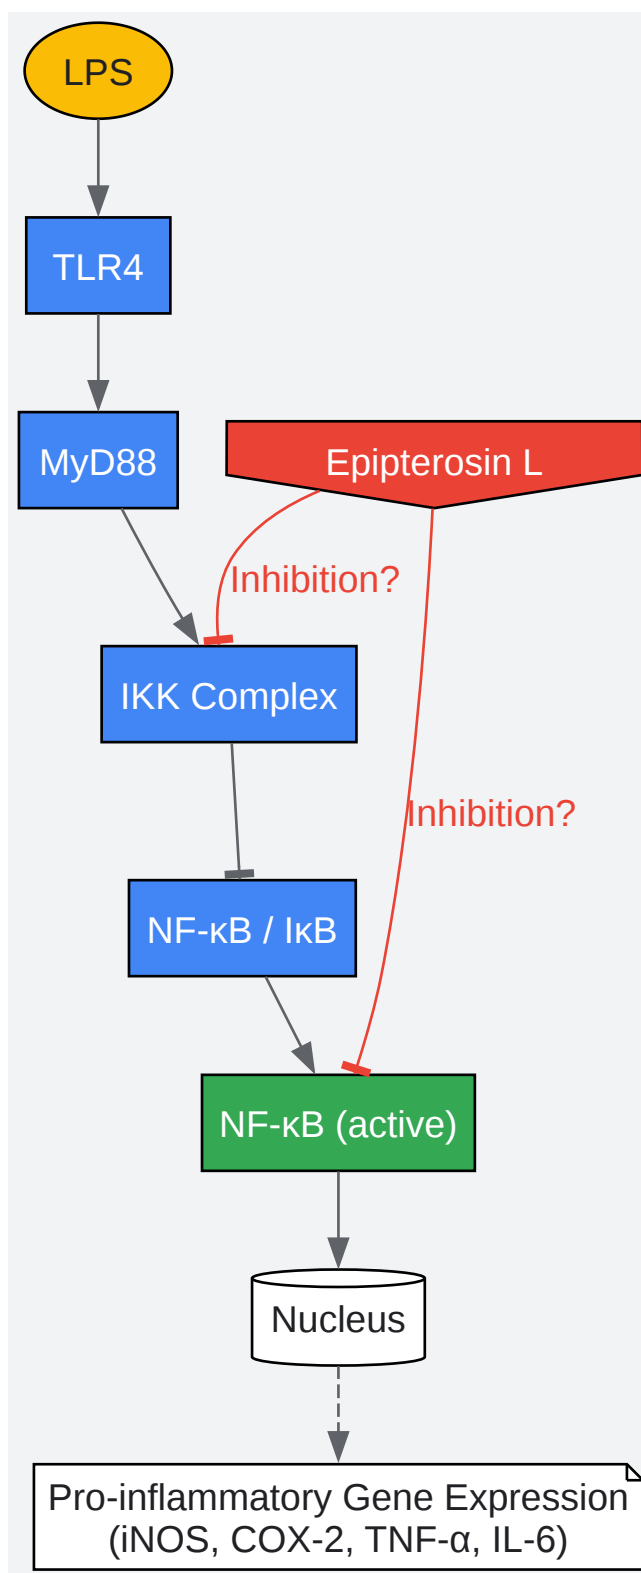 LPS
TLR4
MyD88
Epipterosin L
Inhibition?
IKK Complex
Inhibition?
NF-κB / IκB
NF-κB (active)
Nucleus
Pro-inflammatory Gene Expression
(iNOS, COX-2, TNF-α, IL-6)